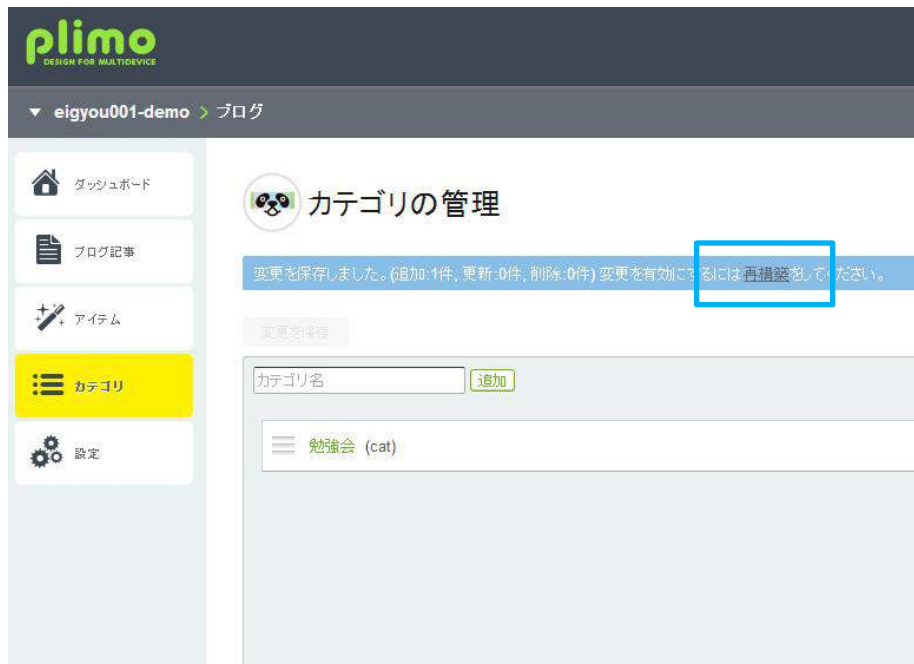 plimo
DESIGN FOR MULTIDEVICE
▼ eigyou001-demo > ブログ
ダッシュボード
ブログ記事
アイテム
カテゴリ
設定
カテゴリの管理
変更を保存しました。(追加:1件, 更新:0件, 削除:0件) 変更を有効にするには 再構築をしてください。
変更を保存
カテゴリ名 追加
勉強会 (cat)